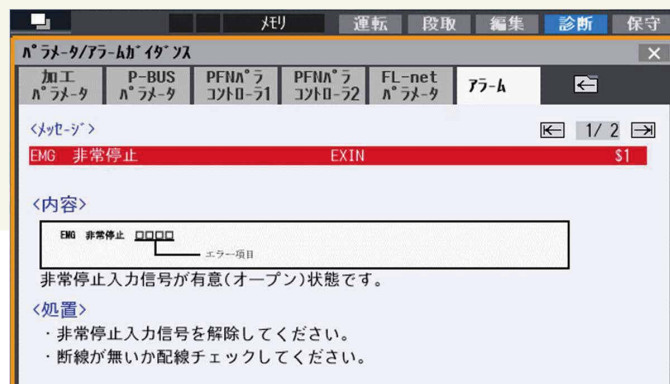 ﾒﾓﾘ 運転 段取 編集 診断 保守
ﾊﾟﾗﾒｰﾀ/ｱﾗｰﾑｶﾞｲﾀﾞﾝｽ ×
加工 P-BUS PFNﾊﾟﾗ PFNﾊﾟﾗ FL-net ｱﾗｰﾑ
ﾊﾟﾗﾒｰﾀ ﾊﾟﾗﾒｰﾀ ｺﾝﾄﾛｰﾗ1 ｺﾝﾄﾛｰﾗ2 ﾊﾟﾗﾒｰﾀ
<ﾒｯｾｰｼﾞ> 1/ 2
EMG 非常停止 EXIN $1
<内容>
EMG 非常停止 □□□□
エラー項目
非常停止入力信号が有意(オープン)状態です。
<処置>
・非常停止入力信号を解除してください。
・断線が無いか配線チェックしてください。